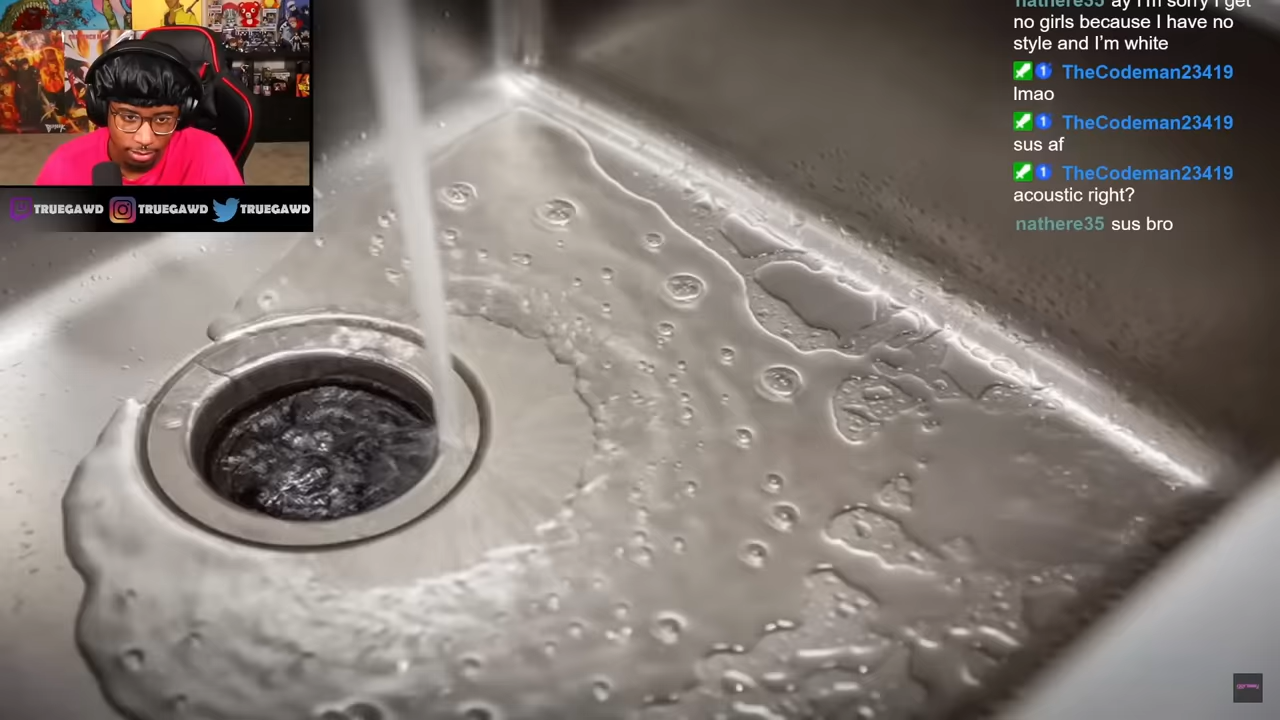 nathere35 ay I'm sorry I get
no girls because I have no
style and I'm white
TheCodeman23419
lmao
TheCodeman23419
sus af
TheCodeman23419
acoustic right?
nathere35 sus bro
TRUEGAWD TRUEGAWD TRUEGAWD